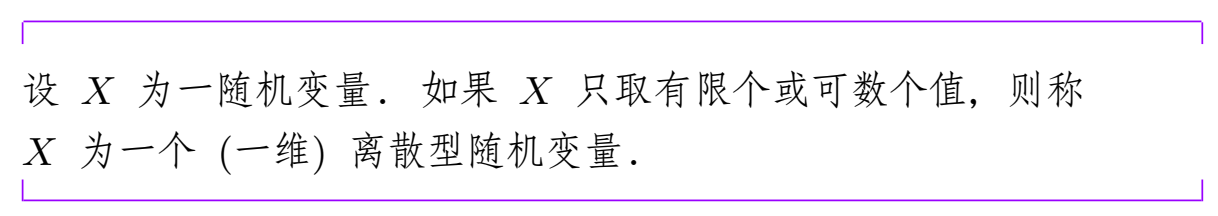 设 X 为一随机变量. 如果 X 只取有限个或可数个值, 则称
X 为一个 (一维) 离散型随机变量.